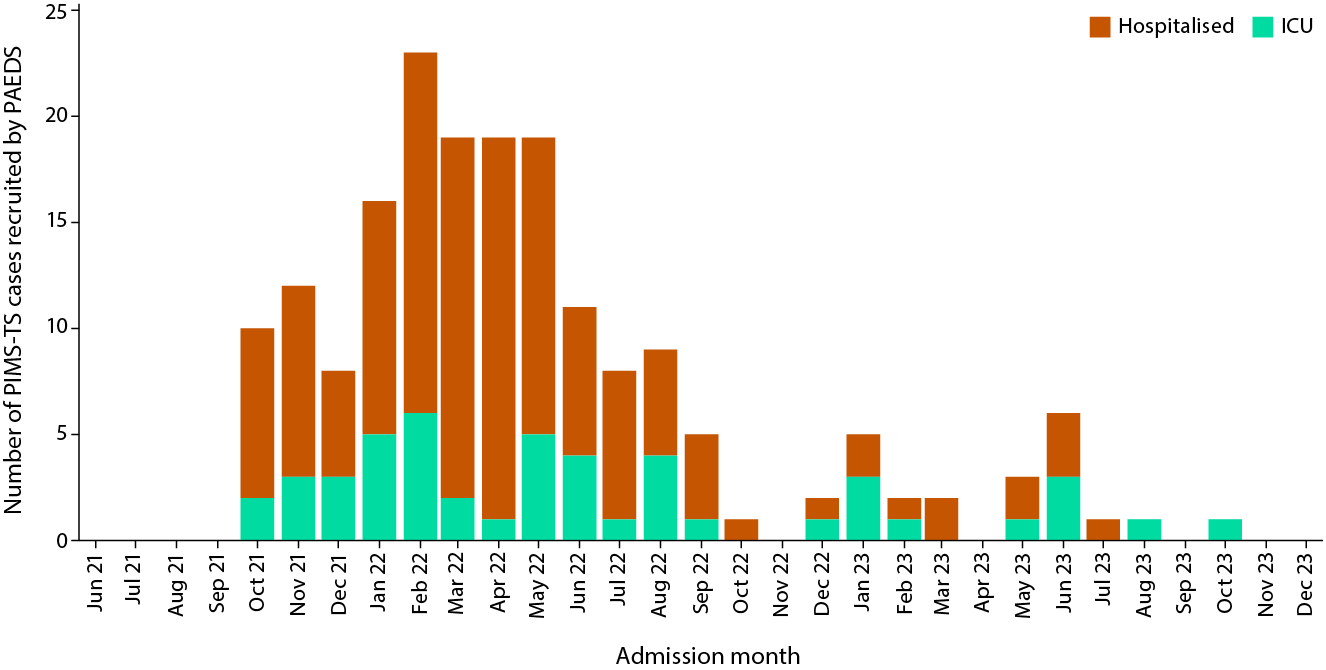 Number of PIMS-TS cases recruited by PAEDS
25
20
15
10
5
0
Hospitalised ICU
Jun 21 Jul 21 Aug 21 Sep 21 Oct 21 Nov 21 Dec 21 Jan 22 Feb 22 Mar 22 Apr 22 May 22 Jun 22 Jul 22 Aug 22 Sep 22 Oct 22 Nov 22 Dec 22 Jan 23 Feb 23 Mar 23 Apr 23 May 23 Jun 23 Jul 23 Aug 23 Sep 23 Oct 23 Nov 23 Dec 23
Admission month